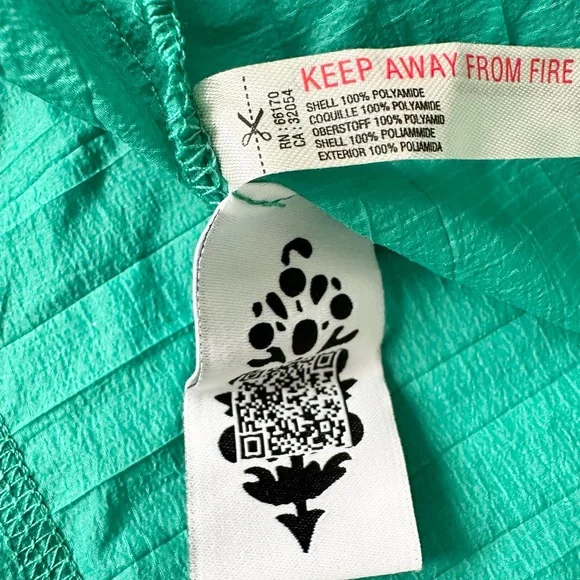 KEEP AWAY FROM FIRE
RN : 66170
CA : 32054
SHELL 100% POLYAMIDE
COQUILLE 100% POLYAMIDE
OBERSTOFF 100% POLYAMID
SHELL 100% POLIAMMIDE
EXTERIOR 100% POLIAMIDA